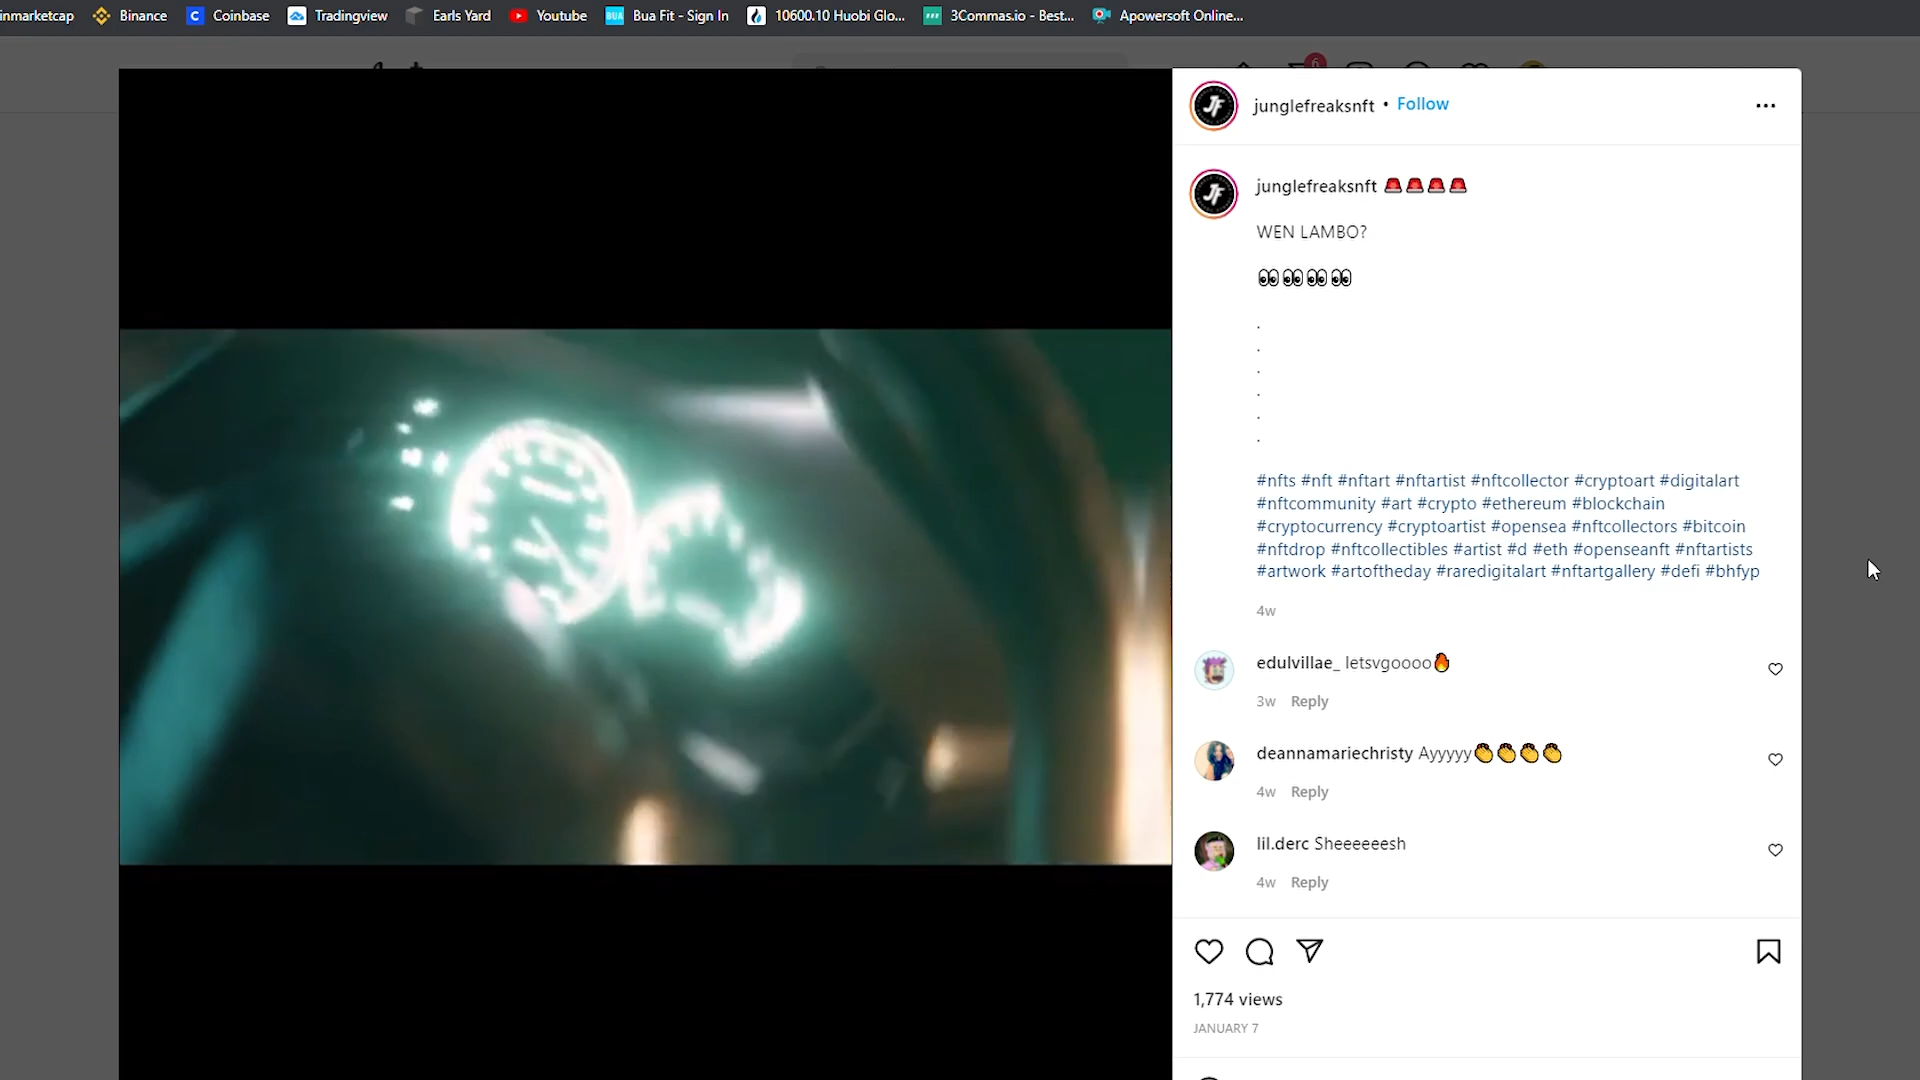 inmarketcap Binance Coinbase Tradingview Earls Yard Youtube Bua Fit - Sign In 10600.10 Huobi Glo... 3Commas.io - Best... Apowersoft Online...
6
junglefreaksnft • Follow
junglefreaksnft 🚨🚨🚨🚨
WEN LAMBO?
👀👀👀👀
.
.
.
.
.
.
#nfts #nft #nftart #nftartist #nftcollector #cryptoart #digitalart
#nftcommunity #art #crypto #ethereum #blockchain
#cryptocurrency #cryptoartist #opensea #nftcollectors #bitcoin
#nftdrop #nftcollectibles #artist #d #eth #openseanft #nftartists
#artwork #artoftheday #raredigitalart #nftartgallery #defi #bhfyp
4w
edulvillae_ letsvgoooo🔥
3w Reply
deannamariechristy Ayyyyy👏👏👏👏
4w Reply
lil.derc Sheeeeeesh
4w Reply
1,774 views
JANUARY 7